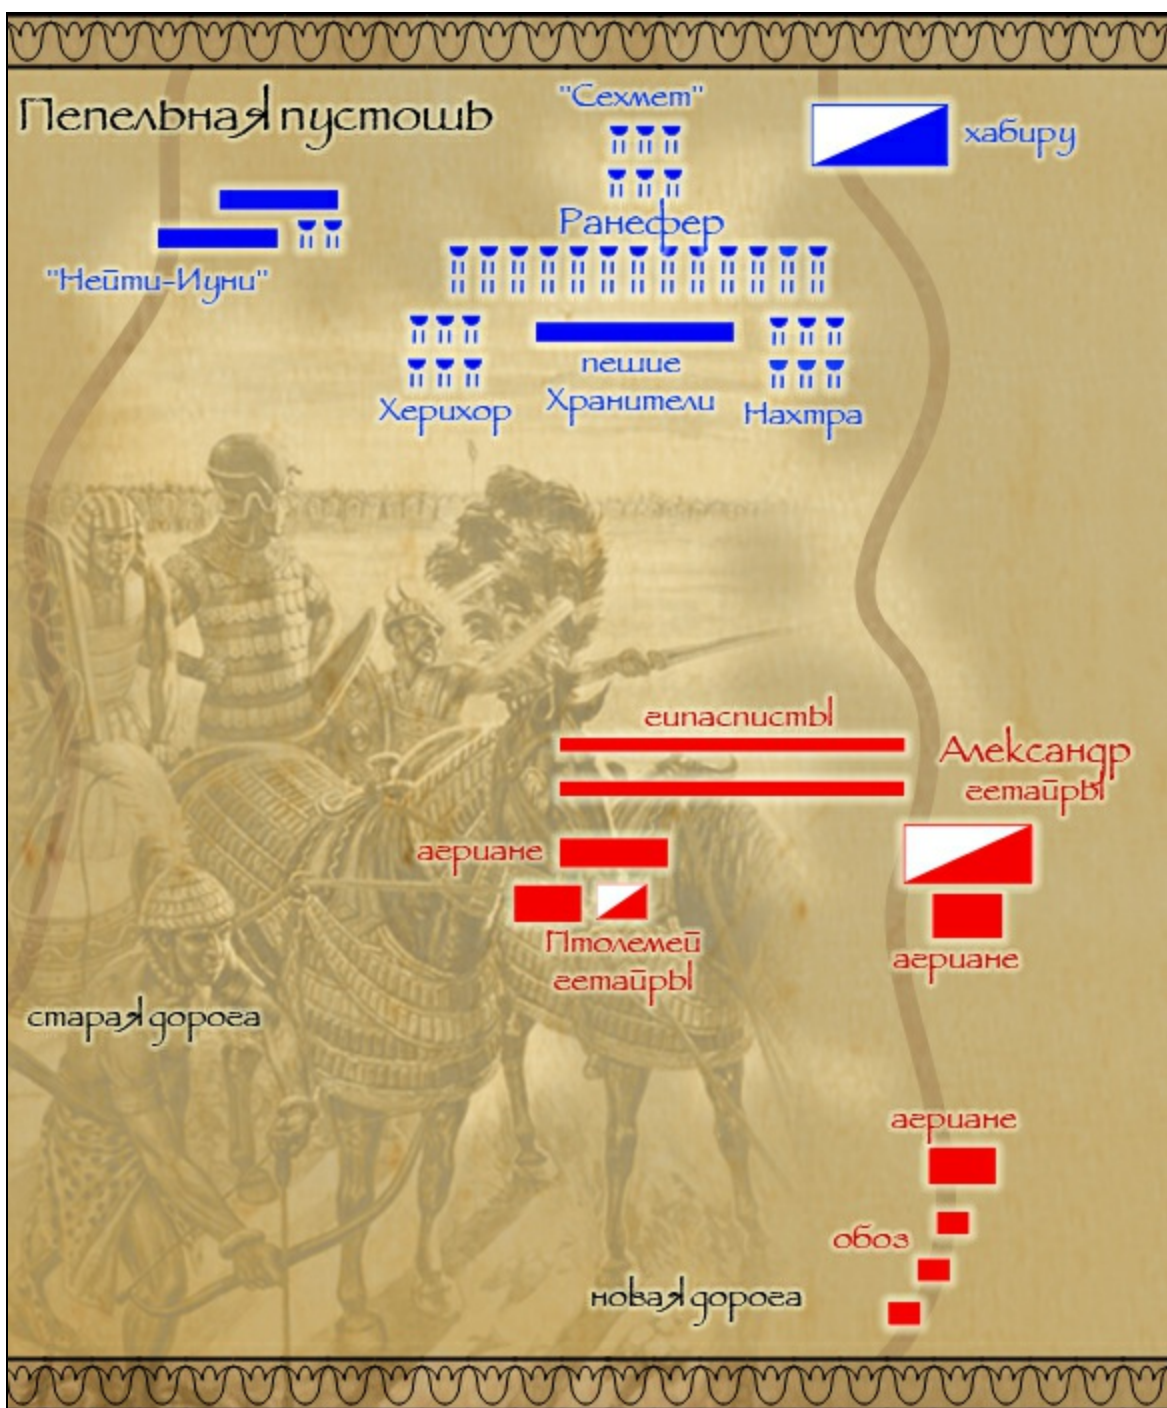 "Сехмет"
Пепельная пустошь
хабиру
Ранефер
"Нейти-Иуни"
пешие
Хранители
Херихор
Нахтра
гипасписты
Александр
гетайры
агриане
Птолемей
гетайры
агриане
старая дорога
агриане
обоз
новая дорога